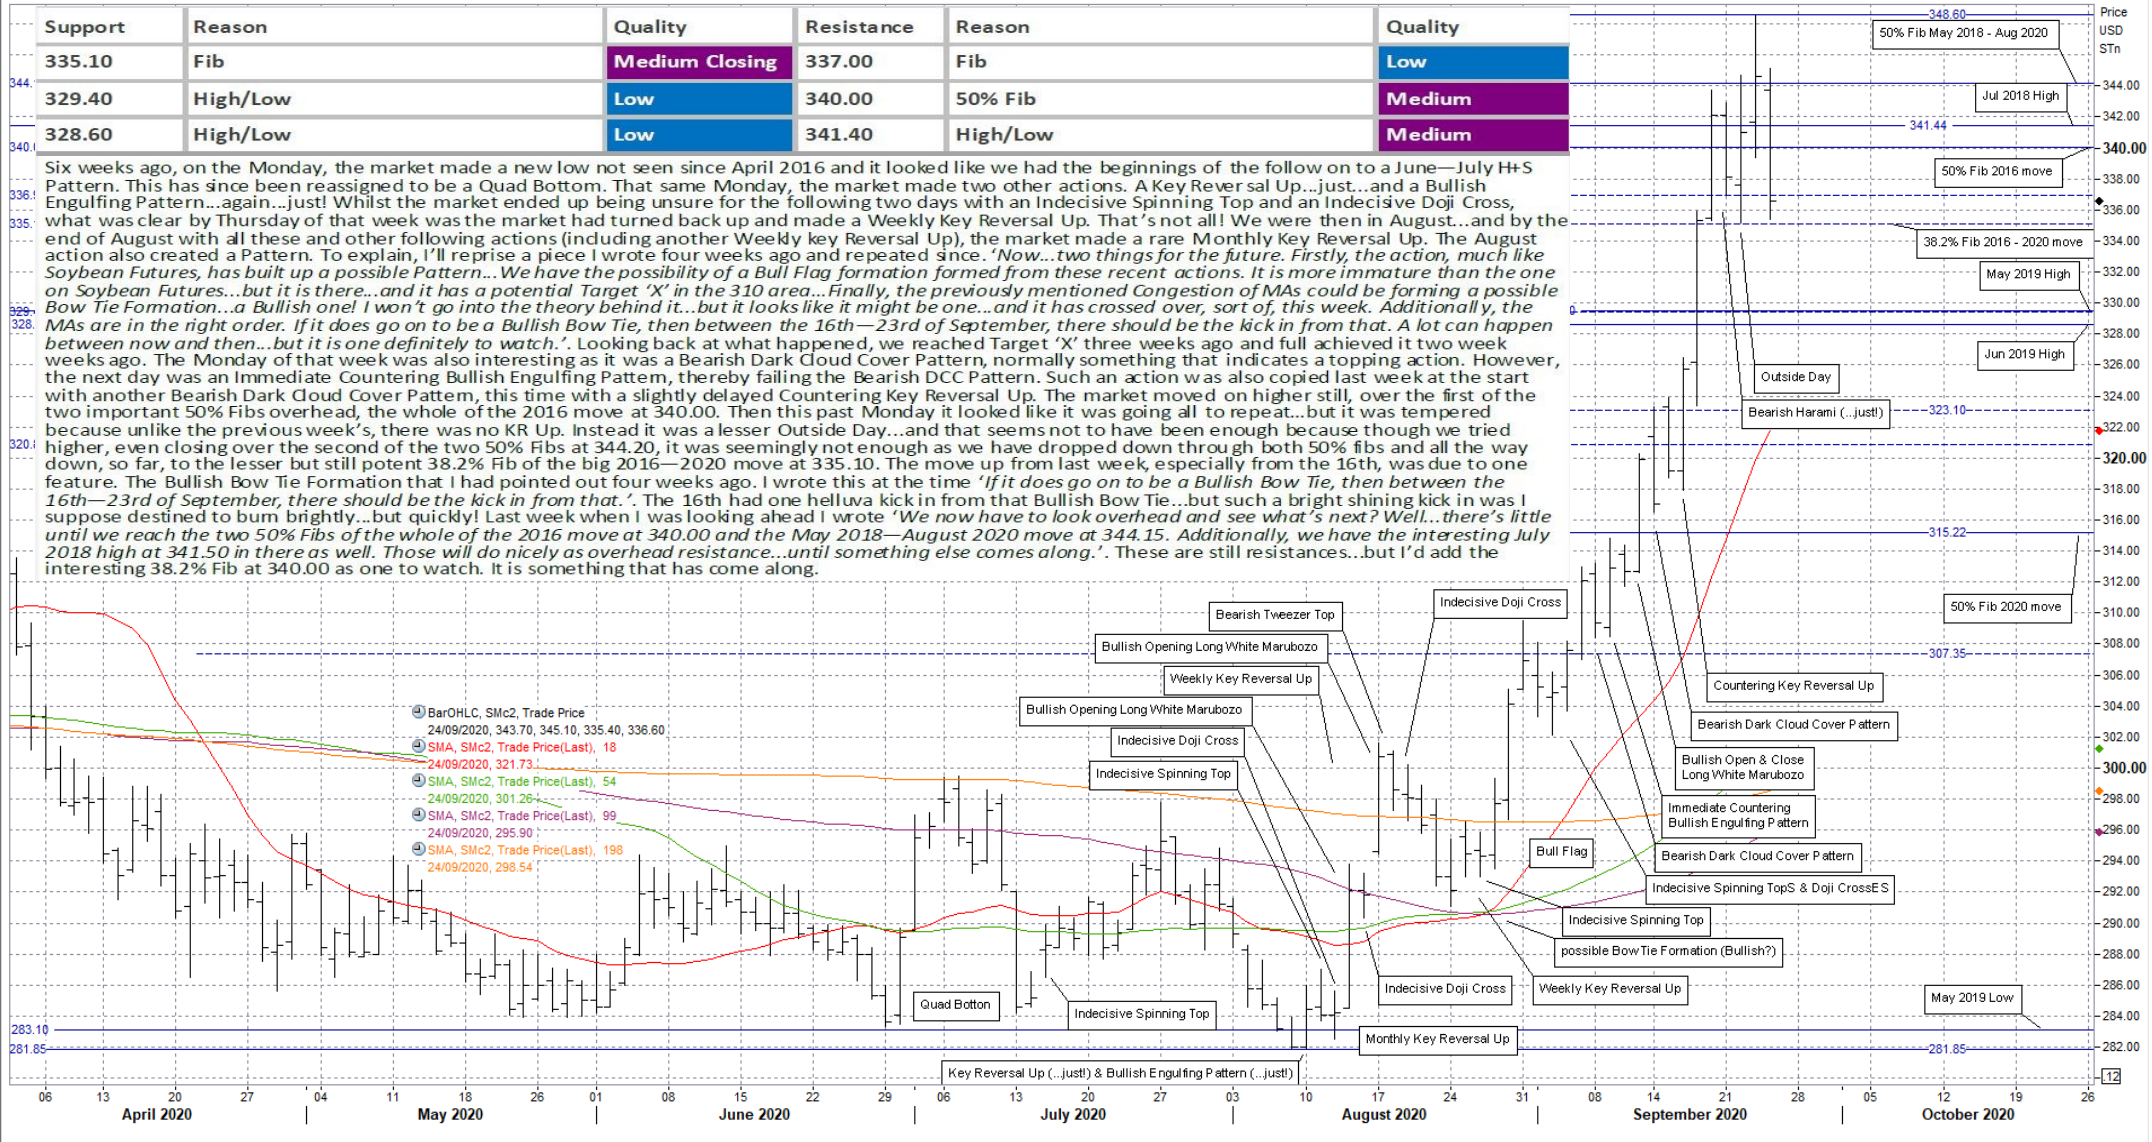 Support Reason Quality Resistance Reason Quality
335.10 Fib Medium Closing 337.00 Fib Low
329.40 High/Low Low 340.00 50% Fib Medium
328.60 High/Low Low 341.40 High/Low Medium
Six weeks ago, on the Monday, the market made a new low not seen since April 2016 and it looked like we had the beginnings of the follow on to a June—July H+S
Pattern. This has since been reassigned to be a Quad Bottom. That same Monday, the market made two other actions. A Key Reversal Up...just...and a Bullish
Engulfing Pattern...again...just! Whilst the market ended up being unsure for the following two days with an Indecisive Spinning Top and an Indecisive Doji Cross,
what was clear by Thursday of that week was the market had turned back up and made a Weekly Key Reversal Up. That's not all! We were then in August...and by the
end of August with all these and other following actions (including another Weekly key Reversal Up), the market made a rare Monthly Key Reversal Up. The August
action also created a Pattern. To explain, I'll reprise a piece I wrote four weeks ago and repeated since. 'Now...two things for the future. Firstly, the action, much like
Soybean Futures, has built up a possible Pattern...We have the possibility of a Bull Flag formation formed from these recent actions. It is more immature than the one
on Soybean Futures...but it is there...and it has a potential Target 'X' in the 310 area...Finally, the previously mentioned Congestion of MAs could be forming a possible
Bow Tie Formation...a Bullish one! I won't go into the theory behind it...but it looks like it might be one...and it has crossed over, sort of, this week. Additionally, the
MAs are in the right order. If it does go on to be a Bullish Bow Tie, then between the 16th—23rd of September, there should be the kick in from that. A lot can happen
between now and then...but it is one definitely to watch.'. Looking back at what happened, we reached Target 'X' three weeks ago and full achieved it two week
weeks ago. The Monday of that week was also interesting as it was a Bearish Dark Cloud Cover Pattern, normally something that indicates a topping action. However,
the next day was an Immediate Countering Bullish Engulfing Pattern, thereby failing the Bearish DCC Pattern. Such an action was also copied last week at the start
with another Bearish Dark Cloud Cover Pattern, this time with a slightly delayed Countering Key Reversal Up. The market moved on higher still, over the first of the
two important 50% Fibs overhead, the whole of the 2016 move at 340.00. Then this past Monday it looked like it was going all to repeat...but it was tempered
because unlike the previous week's, there was no KR Up. Instead it was a lesser Outside Day...and that seems not to have been enough because though we tried
higher, even closing over the second of the two 50% Fibs at 344.20, it was seemingly not enough as we have dropped down through both 50% fibs and all the way
down, so far, to the lesser but still potent 38.2% Fib of the big 2016—2020 move at 335.10. The move up from last week, especially from the 16th, was due to one
feature. The Bullish Bow Tie Formation that I had pointed out four weeks ago. I wrote this at the time 'If it does go on to be a Bullish Bow Tie, then between the
16th—23rd of September, there should be the kick in from that.'. The 16th had one helluva kick in from that Bullish Bow Tie...but such a bright shining kick in was I
suppose destined to burn brightly...but quickly! Last week when I was looking ahead I wrote 'We now have to look overhead and see what's next? Well...there's little
until we reach the two 50% Fibs of the whole of the 2016 move at 340.00 and the May 2018—August 2020 move at 344.15. Additionally, we have the interesting July
2018 high at 341.50 in there as well. Those will do nicely as overhead resistance...until something else comes along.'. These are still resistances...but I'd add the
interesting 38.2% Fib at 340.00 as one to watch. It is something that has come along.
348.60
Price
USD
STn
50% Fib May 2018 - Aug 2020
Jul 2018 High
341.44
50% Fib 2016 move
38.2% Fib 2016 - 2020 move
May 2019 High
Jun 2019 High
Outside Day
Bearish Harami (...just!)
323.10
315.22
50% Fib 2020 move
307.35
Indecisive Doji Cross
Bearish Tweezer Top
Bullish Opening Long White Marubozo
Weekly Key Reversal Up
Bullish Opening Long White Marubozo
Indecisive Doji Cross
Indecisive Spinning Top
Countering Key Reversal Up
Bearish Dark Cloud Cover Pattern
Bullish Open & Close
Long White Marubozo
Immediate Countering
Bullish Engulfing Pattern
Bull Flag
Bearish Dark Cloud Cover Pattern
Indecisive Spinning TopS & Doji CrossES
Indecisive Spinning Top
possible BowTie Formation (Bullish?)
Indecisive Doji Cross
Weekly Key Reversal Up
May 2019 Low
Quad Botton
Indecisive Spinning Top
Monthly Key Reversal Up
Key Reversal Up (...just!) & Bullish Engulfing Pattern (...just!)
BarOHLC, SMc2, Trade Price
24/09/2020, 343.70, 345.10, 335.40, 336.60
SMA, SMc2, Trade Price(Last), 18
24/09/2020, 321.73
SMA, SMc2, Trade Price(Last), 54
24/09/2020, 301.26
SMA, SMc2, Trade Price(Last), 99
24/09/2020, 295.90
SMA, SMc2, Trade Price(Last), 198
24/09/2020, 298.54
283.10
281.85
281.85
344.00
342.00
340.00
338.00
336.00
334.00
332.00
330.00
328.00
326.00
324.00
322.00
320.00
318.00
316.00
314.00
312.00
310.00
308.00
306.00
304.00
302.00
300.00
298.00
296.00
294.00
292.00
290.00
288.00
286.00
284.00
282.00
.12
06 13 20 27 04 11 18 26 01 08 15 22 29 06 13 20 27 03 10 17 24 31 08 14 21 28 05 12 19 26
April 2020 May 2020 June 2020 July 2020 August 2020 September 2020 October 2020